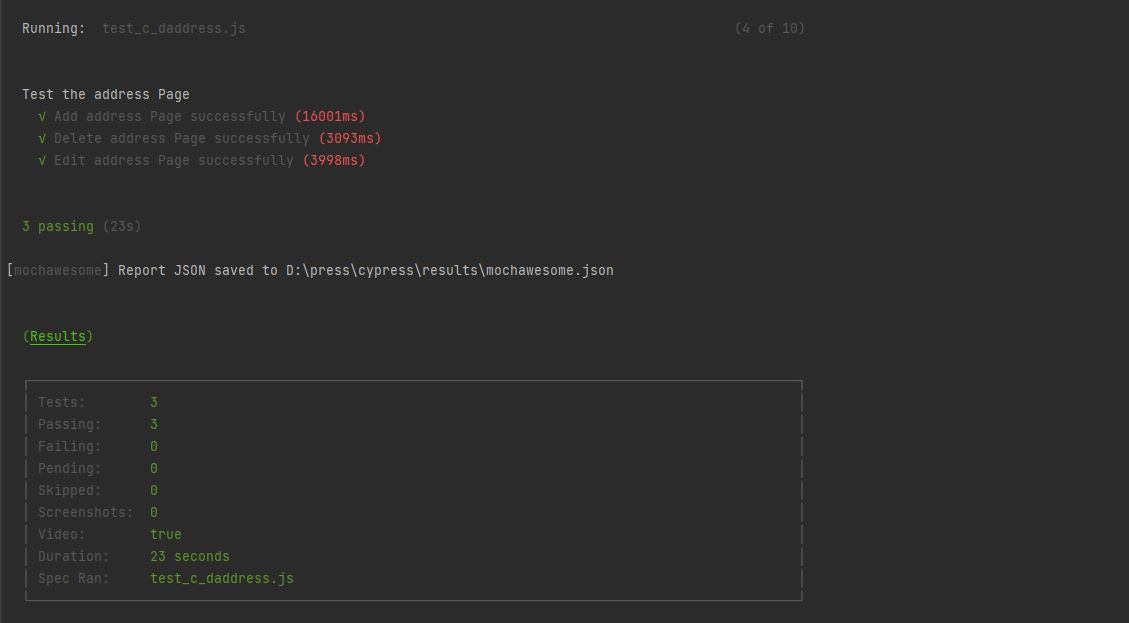 Running:  test_c_daddress.js (4 of 10)
Test the address Page
√ Add address Page successfully (16001ms)
√ Delete address Page successfully (3093ms)
√ Edit address Page successfully (3998ms)
3 passing (23s)
[mochawesome] Report JSON saved to D:\press\cypress\results\mochawesome.json
(Results)
Tests: 3
Passing: 3
Failing: 0
Pending: 0
Skipped: 0
Screenshots: 0
Video: true
Duration: 23 seconds
Spec Ran: test_c_daddress.js